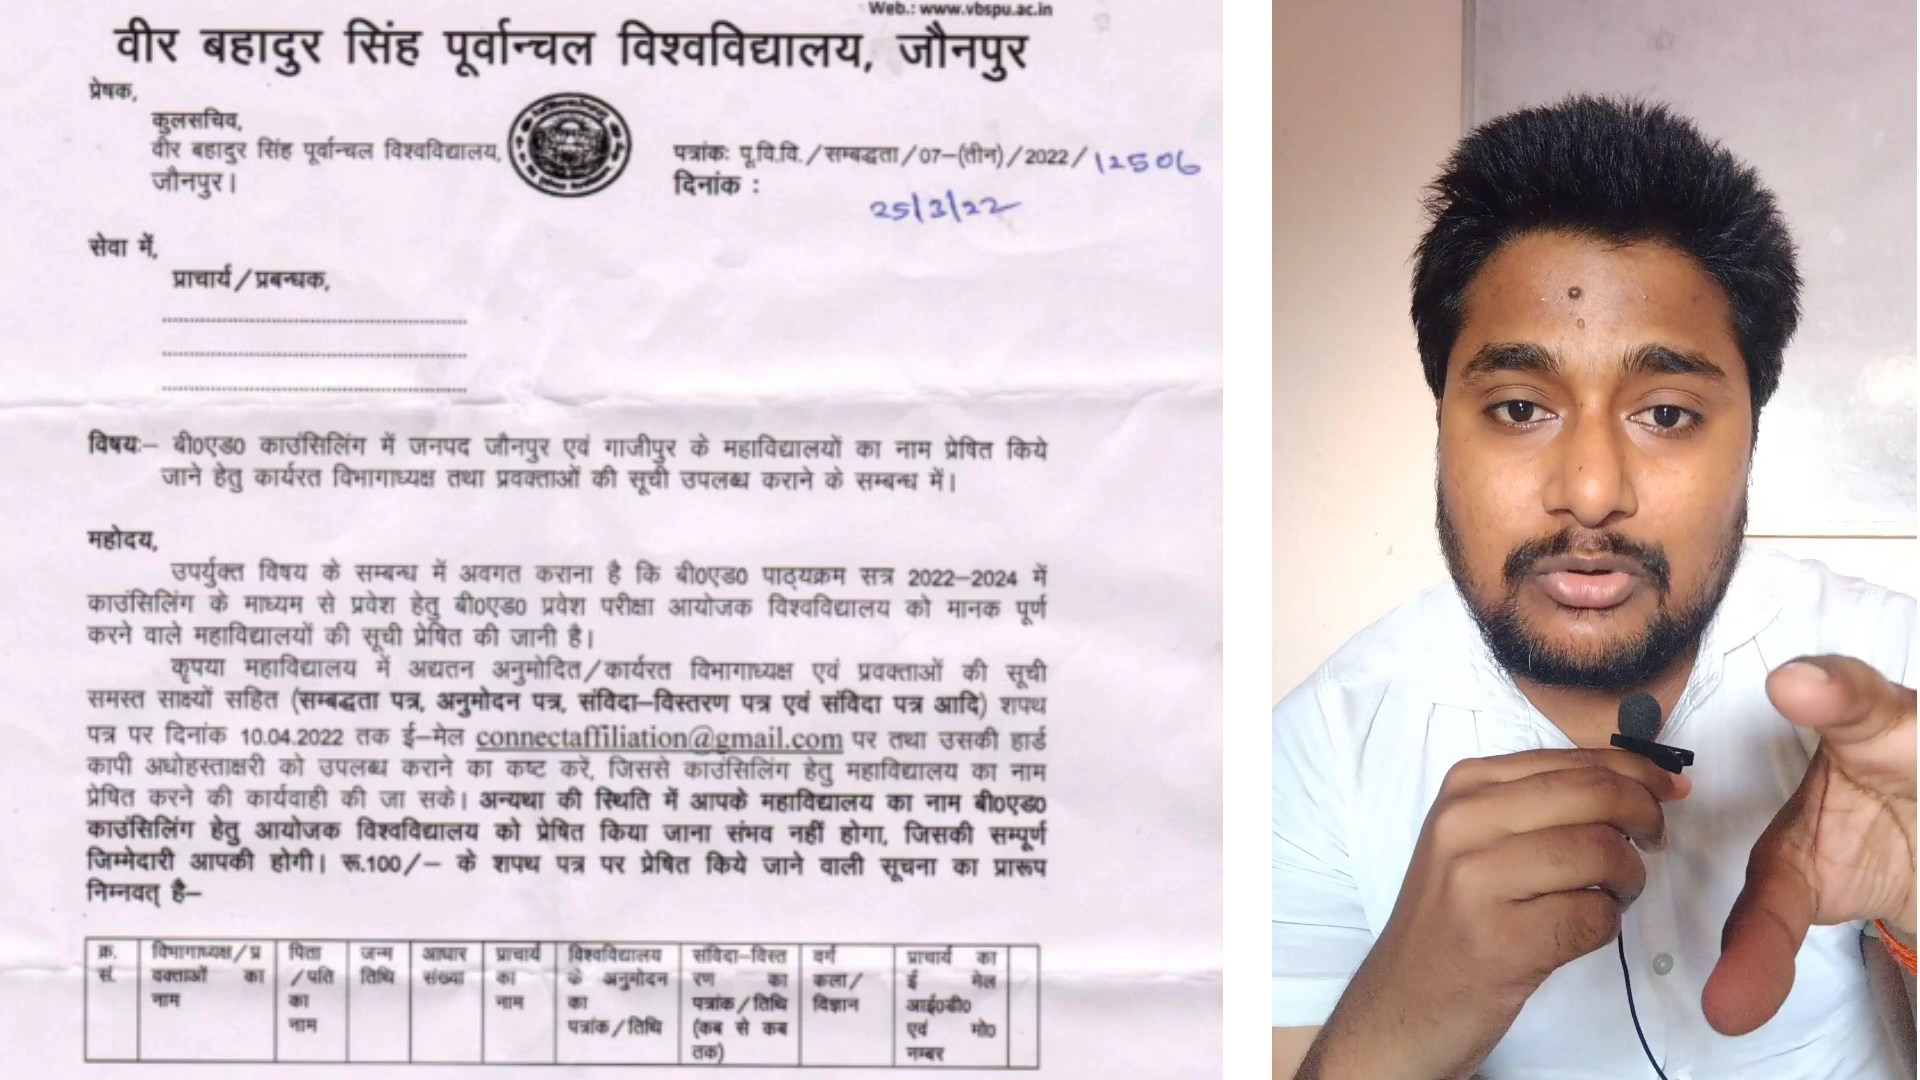 Web.: www.vbspu.ac.in
वीर बहादुर सिंह पूर्वान्चल विश्वविद्यालय, जौनपुर
प्रेषक,
कुलसचिव,
वीर बहादुर सिंह पूर्वान्चल विश्वविद्यालय,
जौनपुर।
पत्रांकः पू.वि.वि./सम्बद्धता/07–(तीन)/2022/12506
दिनांक :
25/3/22
सेवा में,
प्राचार्य/प्रबन्धक,
विषयः– बी0एड0 काउंसिलिंग में जनपद जौनपुर एवं गाजीपुर के महाविद्यालयों का नाम प्रेषित किये
जाने हेतु कार्यरत विभागाध्यक्ष तथा प्रवक्ताओं की सूची उपलब्ध कराने के सम्बन्ध में।
महोदय,
उपर्युक्त विषय के सम्बन्ध में अवगत कराना है कि बी0एड0 पाठ्यक्रम सत्र 2022–2024 में
काउंसिलिंग के माध्यम से प्रवेश हेतु बी0एड0 प्रवेश परीक्षा आयोजक विश्वविद्यालय को मानक पूर्ण
करने वाले महाविद्यालयों की सूची प्रेषित की जानी है।
कृपया महाविद्यालय में अद्यतन अनुमोदित/कार्यरत विभागाध्यक्ष एवं प्रवक्ताओं की सूची
समस्त साक्ष्यों सहित (सम्बद्धता पत्र, अनुमोदन पत्र, संविदा–विस्तरण पत्र एवं संविदा पत्र आदि) शपथ
पत्र पर दिनांक 10.04.2022 तक ई–मेल connectaffiliation@gmail.com पर तथा उसकी हार्ड
कापी अधोहस्ताक्षरी को उपलब्ध कराने का कष्ट करें, जिससे काउंसिलिंग हेतु महाविद्यालय का नाम
प्रेषित करने की कार्यवाही की जा सके। अन्यथा की स्थिति में आपके महाविद्यालय का नाम बी0एड0
काउंसिलिंग हेतु आयोजक विश्वविद्यालय को प्रेषित किया जाना संभव नहीं होगा, जिसकी सम्पूर्ण
जिम्मेदारी आपकी होगी। रू.100/– के शपथ पत्र पर प्रेषित किये जाने वाली सूचना का प्रारूप
निम्नवत् है–
क्र. सं.
विभागाध्यक्ष/प्रवक्ताओं का नाम
पिता/पति का नाम
जन्म तिथि
आधार संख्या
प्राचार्य का नाम
विश्वविद्यालय के अनुमोदन का पत्रांक/तिथि
संविदा–विस्तरण का पत्रांक/तिथि (कब से कब तक)
वर्ग कला/विज्ञान
प्राचार्य का ई मेल आई0डी0 एवं मो0 नम्बर